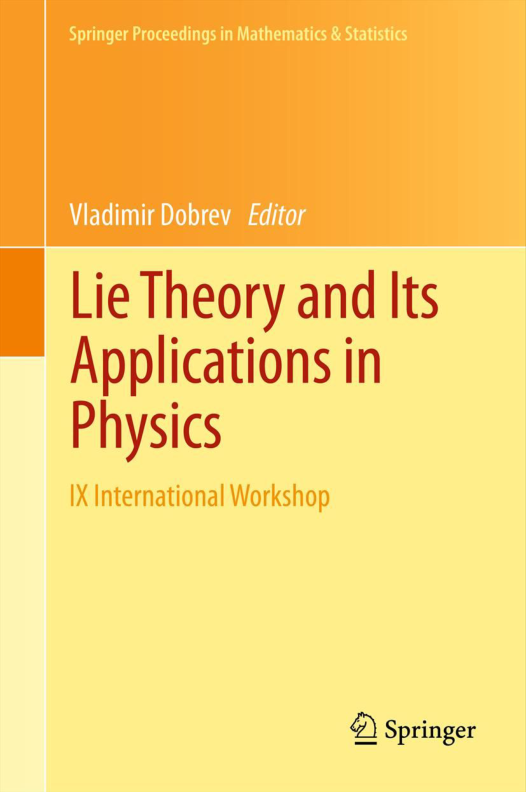 Springer Proceedings in Mathematics & Statistics
Vladimir Dobrev Editor
Lie Theory and Its
Applications in
Physics
IX International Workshop
Springer